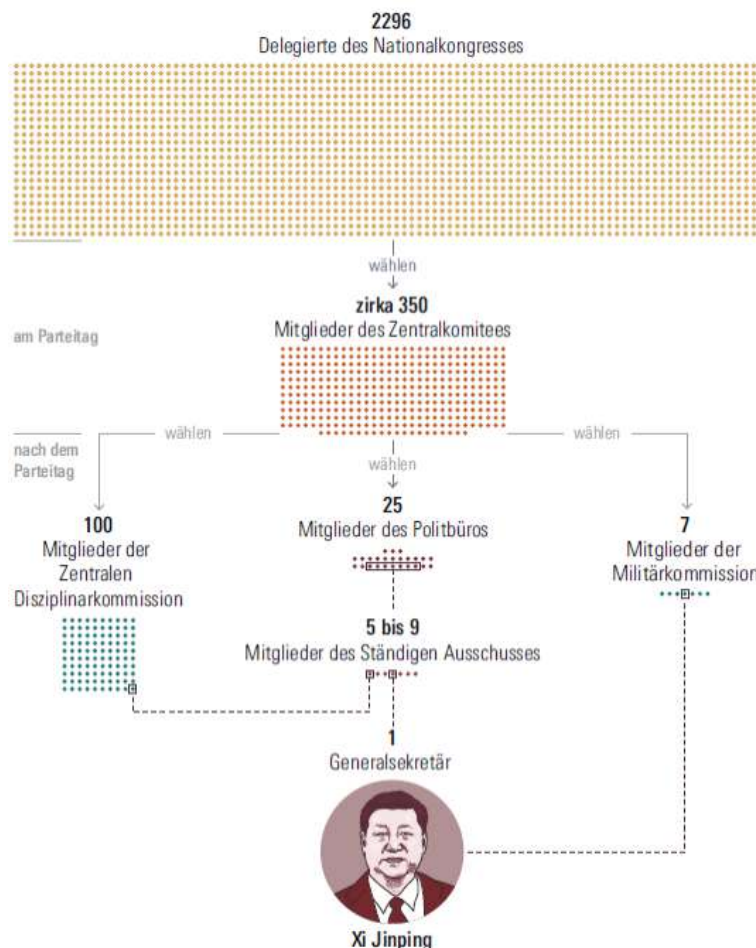 2296
Delegierte des Nationalkongresses
wählen
am Parteitag
zirka 350
Mitglieder des Zentralkomitees
wählen
wählen
wählen
nach dem
Parteitag
100
Mitglieder der
Zentralen
Disziplinarkommission
25
Mitglieder des Politbüros
7
Mitglieder der
Militärkommission
5 bis 9
Mitglieder des Ständigen Ausschusses
1
Generalsekretär
Xi Jinping